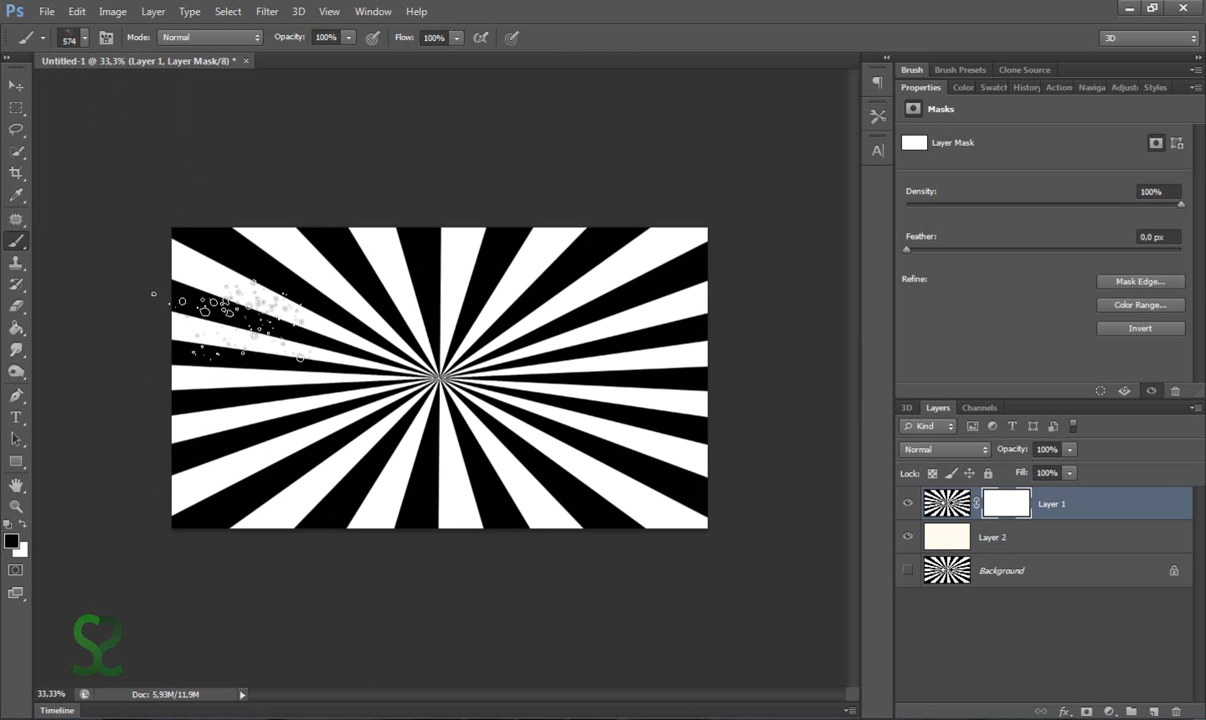 Ps File Edit Image Layer Type Select Filter 3D View Window Help
574 Mode: Normal Opacity: 100% Flow: 100% 3D
Untitled-1 @ 33,3% (Layer 1, Layer Mask/8) * ×
Brush Brush Presets Clone Source
Properties Color Swatch History Action Naviga Adjustı Styles
Masks
Layer Mask
Density: 100%
Feather: 0,0 px
Refine: Mask Edge...
Color Range...
Invert
3D Layers Channels
Kind
Normal Opacity: 100%
Lock: Fill: 100%
Layer 1
Layer 2
Background
33,33% Doc: 5,93M/11,9M
Timeline